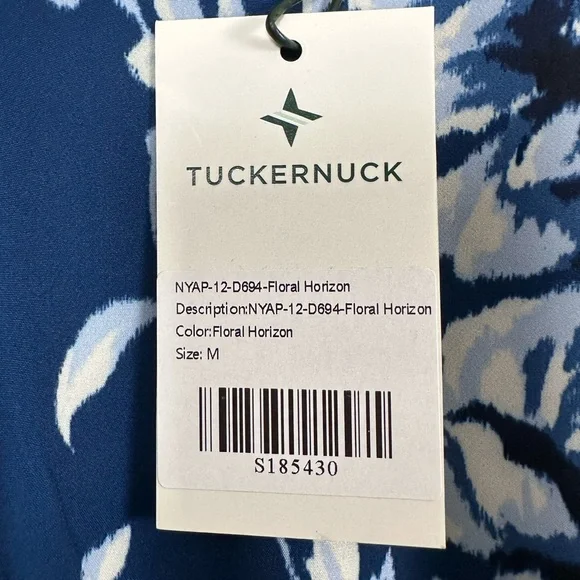 TUCKERNUCK
NYAP-12-D694-Floral Horizon
Description:NYAP-12-D694-Floral Horizon
Color:Floral Horizon
Size: M
S185430